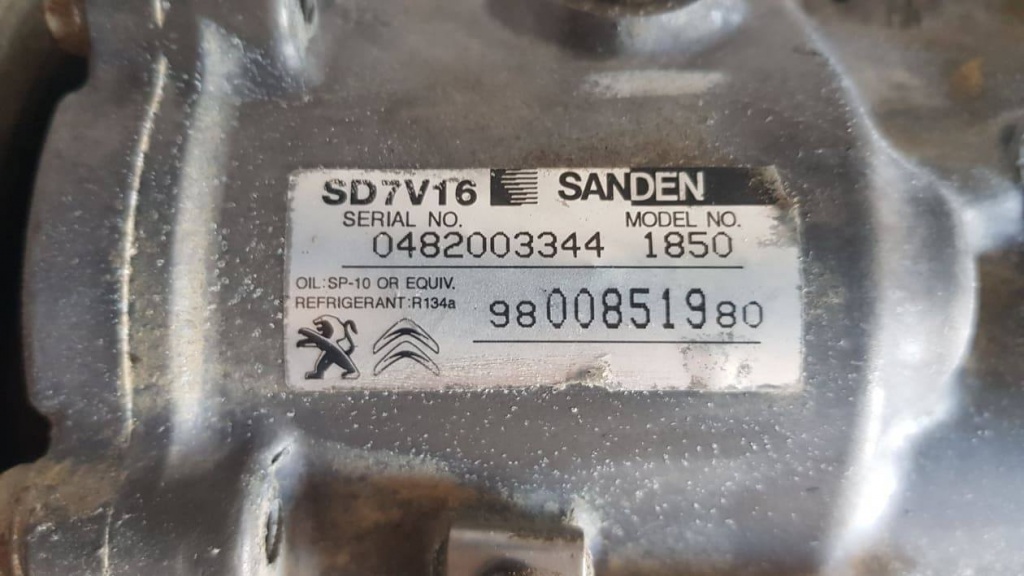 SD7V16 SANDEN
SERIAL NO. MODEL NO.
0482003344 1850
OIL:SP-10 OR EQUIV.
REFRIGERANT:R134a
9800851980